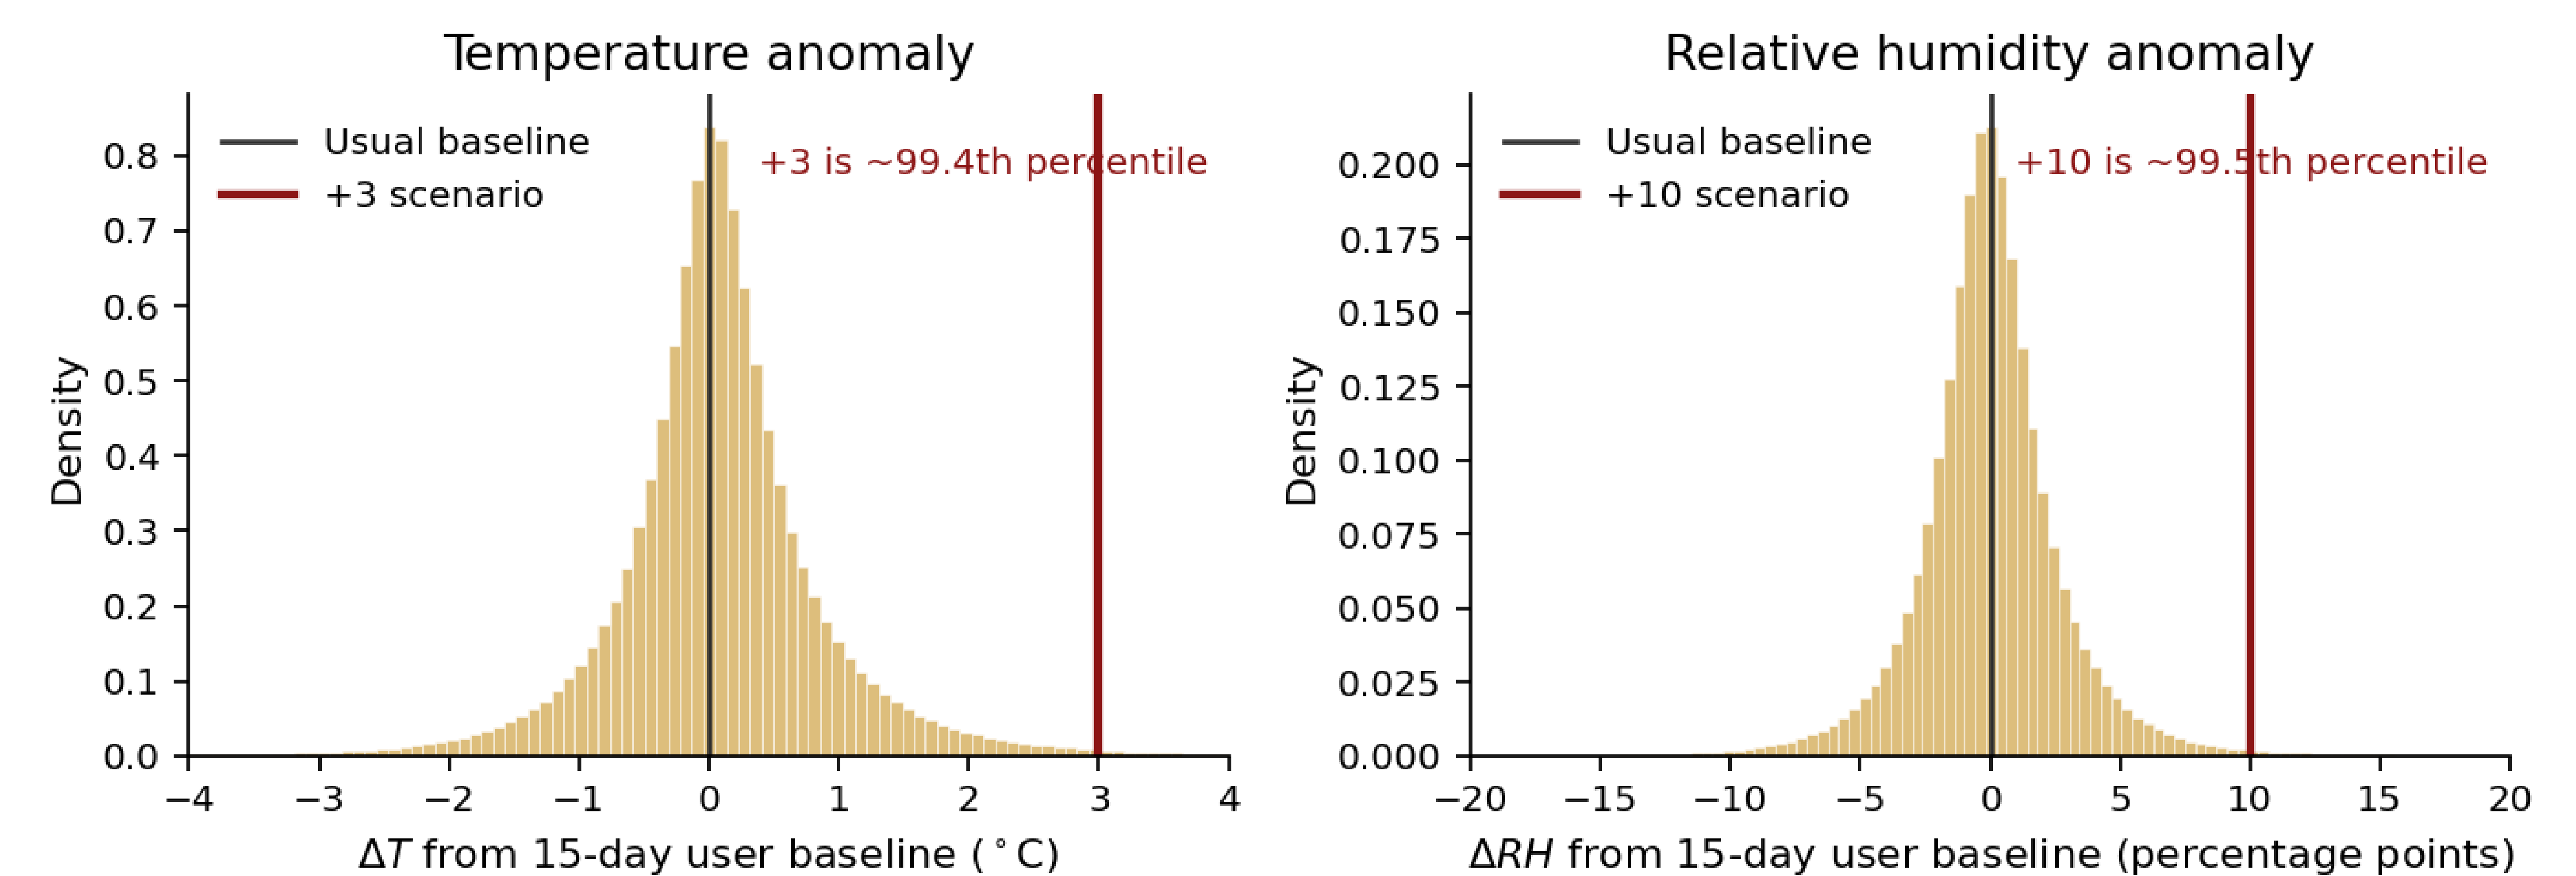 Temperature anomaly
Usual baseline
+3 scenario
+3 is ~99.4th percentile
Density
0.8
0.7
0.6
0.5
0.4
0.3
0.2
0.1
0.0
−4 −3 −2 −1 0 1 2 3 4
ΔT from 15-day user baseline (°C)
Relative humidity anomaly
Usual baseline
+10 scenario
+10 is ~99.5th percentile
Density
0.200
0.175
0.150
0.125
0.100
0.075
0.050
0.025
0.000
−20 −15 −10 −5 0 5 10 15 20
ΔRH from 15-day user baseline (percentage points)